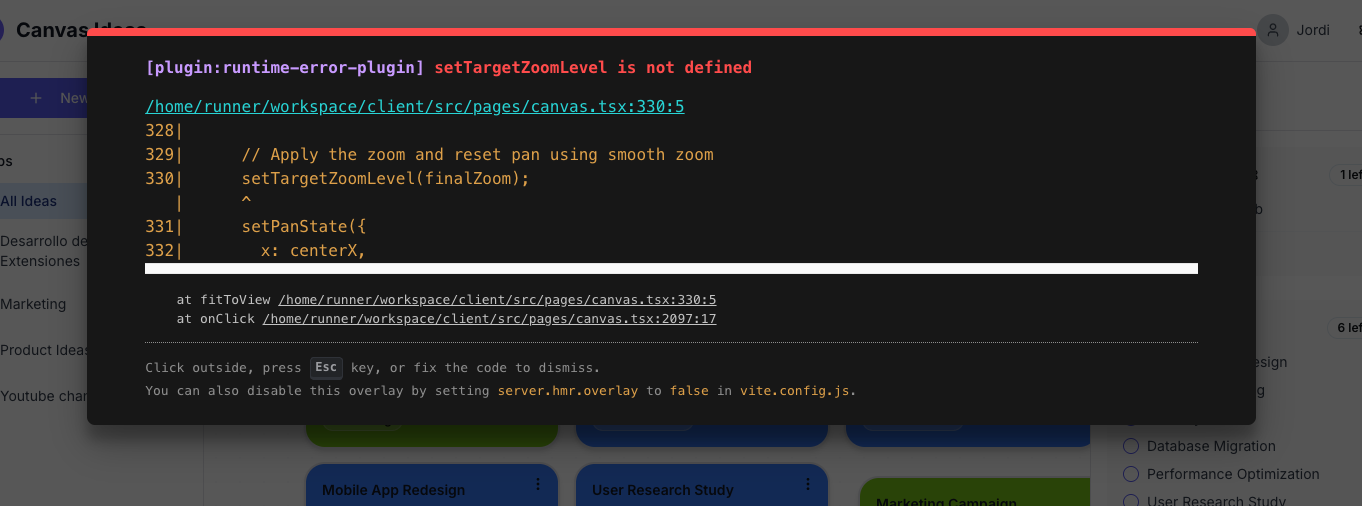 Canvas Ideas
Jordi
[plugin:runtime-error-plugin] setTargetZoomLevel is not defined
+ New
/home/runner/workspace/client/src/pages/canvas.tsx:330:5
328|
329|      // Apply the zoom and reset pan using smooth zoom
330|      setTargetZoomLevel(finalZoom);
   |      ^
331|      setPanState({
332|        x: centerX,
1 lef
All Ideas
Desarrollo de
Extensiones
Marketing
at fitToView /home/runner/workspace/client/src/pages/canvas.tsx:330:5
at onClick /home/runner/workspace/client/src/pages/canvas.tsx:2097:17
6 lef
Product Ideas
Click outside, press Esc key, or fix the code to dismiss.
You can also disable this overlay by setting server.hmr.overlay to false in vite.config.js.
Youtube chan
esign
Database Migration
Performance Optimization
Mobile App Redesign
User Research Study
Marketing Campaign
User Research Study